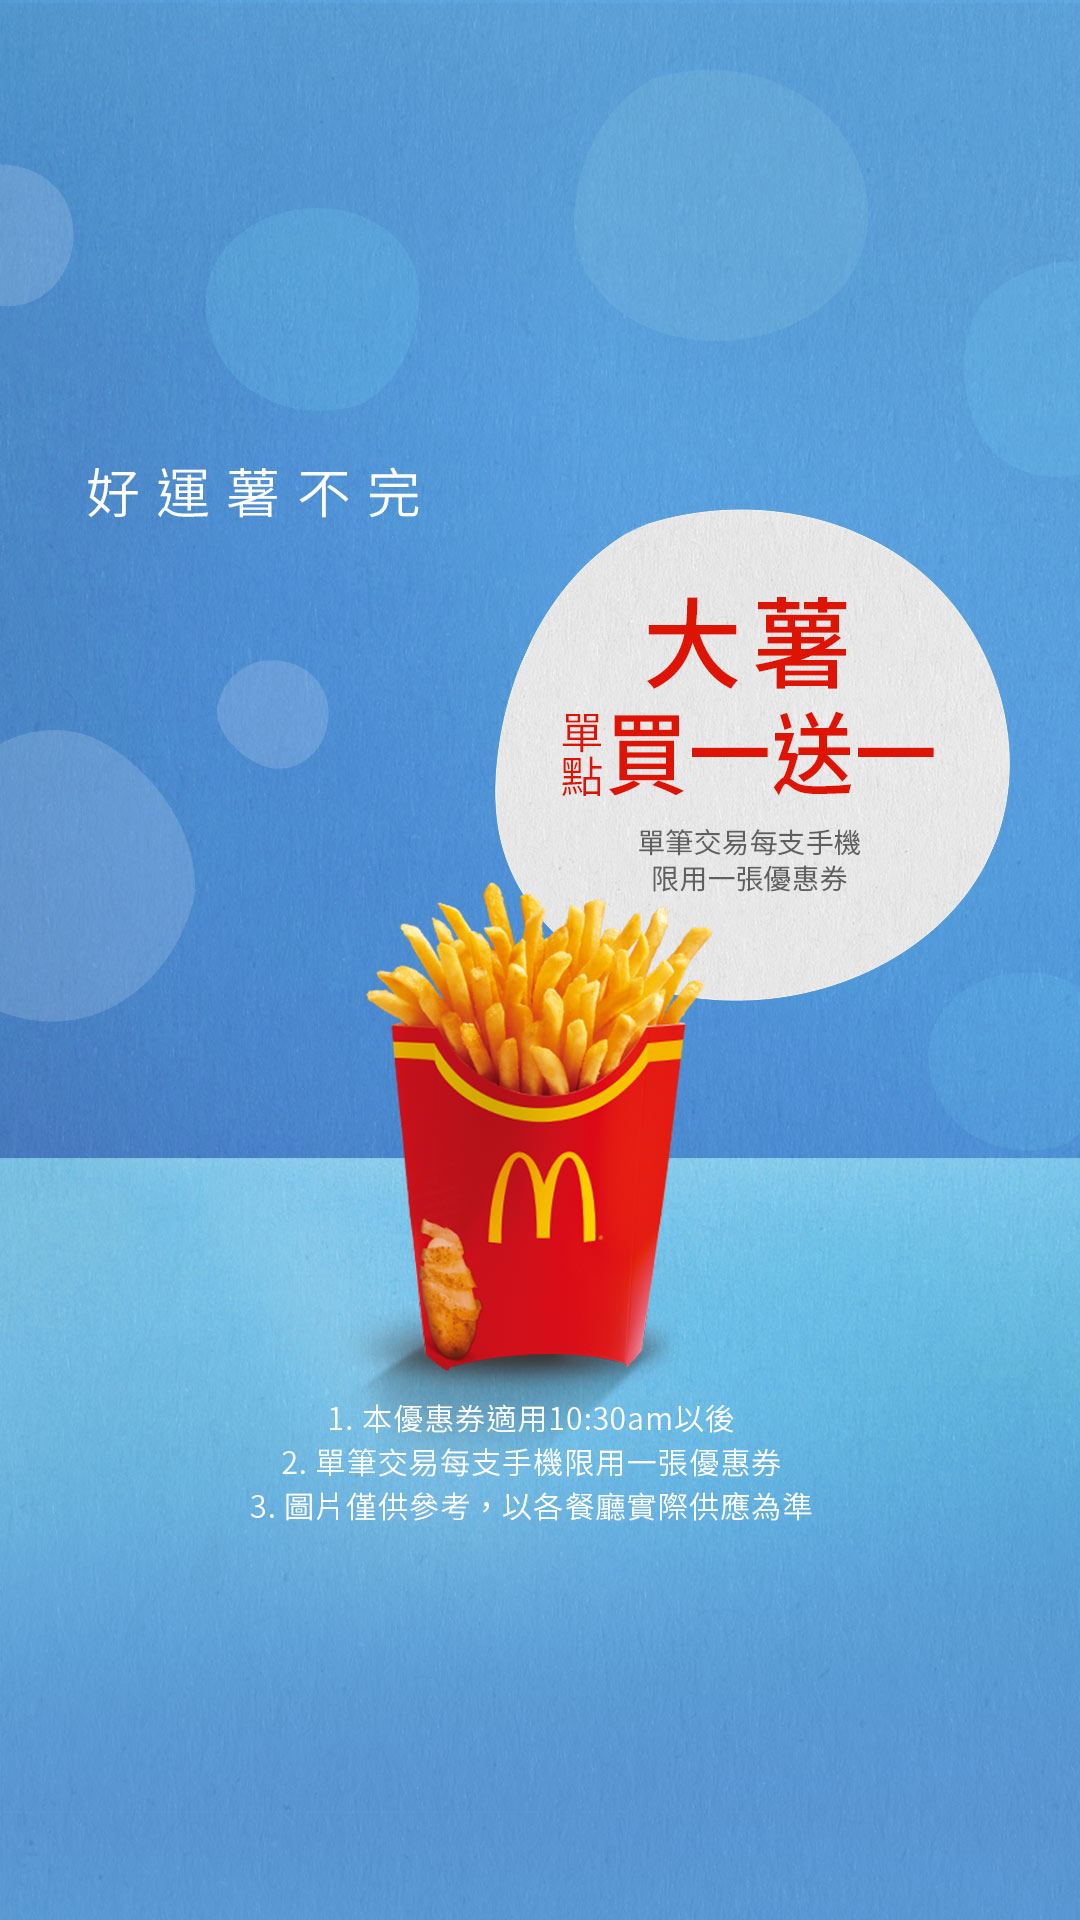 好運薯不完
大薯
單點買一送一
單筆交易每支手機
限用一張優惠券
1. 本優惠券適用10:30am以後
2. 單筆交易每支手機限用一張優惠券
3. 圖片僅供參考，以各餐廳實際供應為準